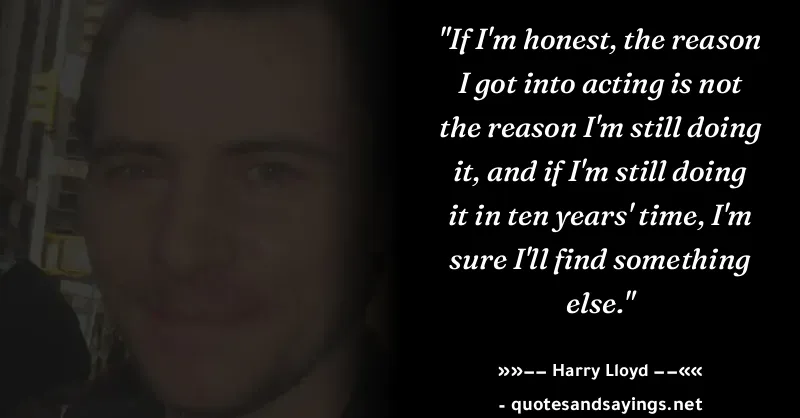 "If I'm honest, the reason
I got into acting is not
the reason I'm still doing
it, and if I'm still doing
it in ten years' time, I'm
sure I'll find something
else."
»»−− Harry Lloyd −−««
- quotesandsayings.net